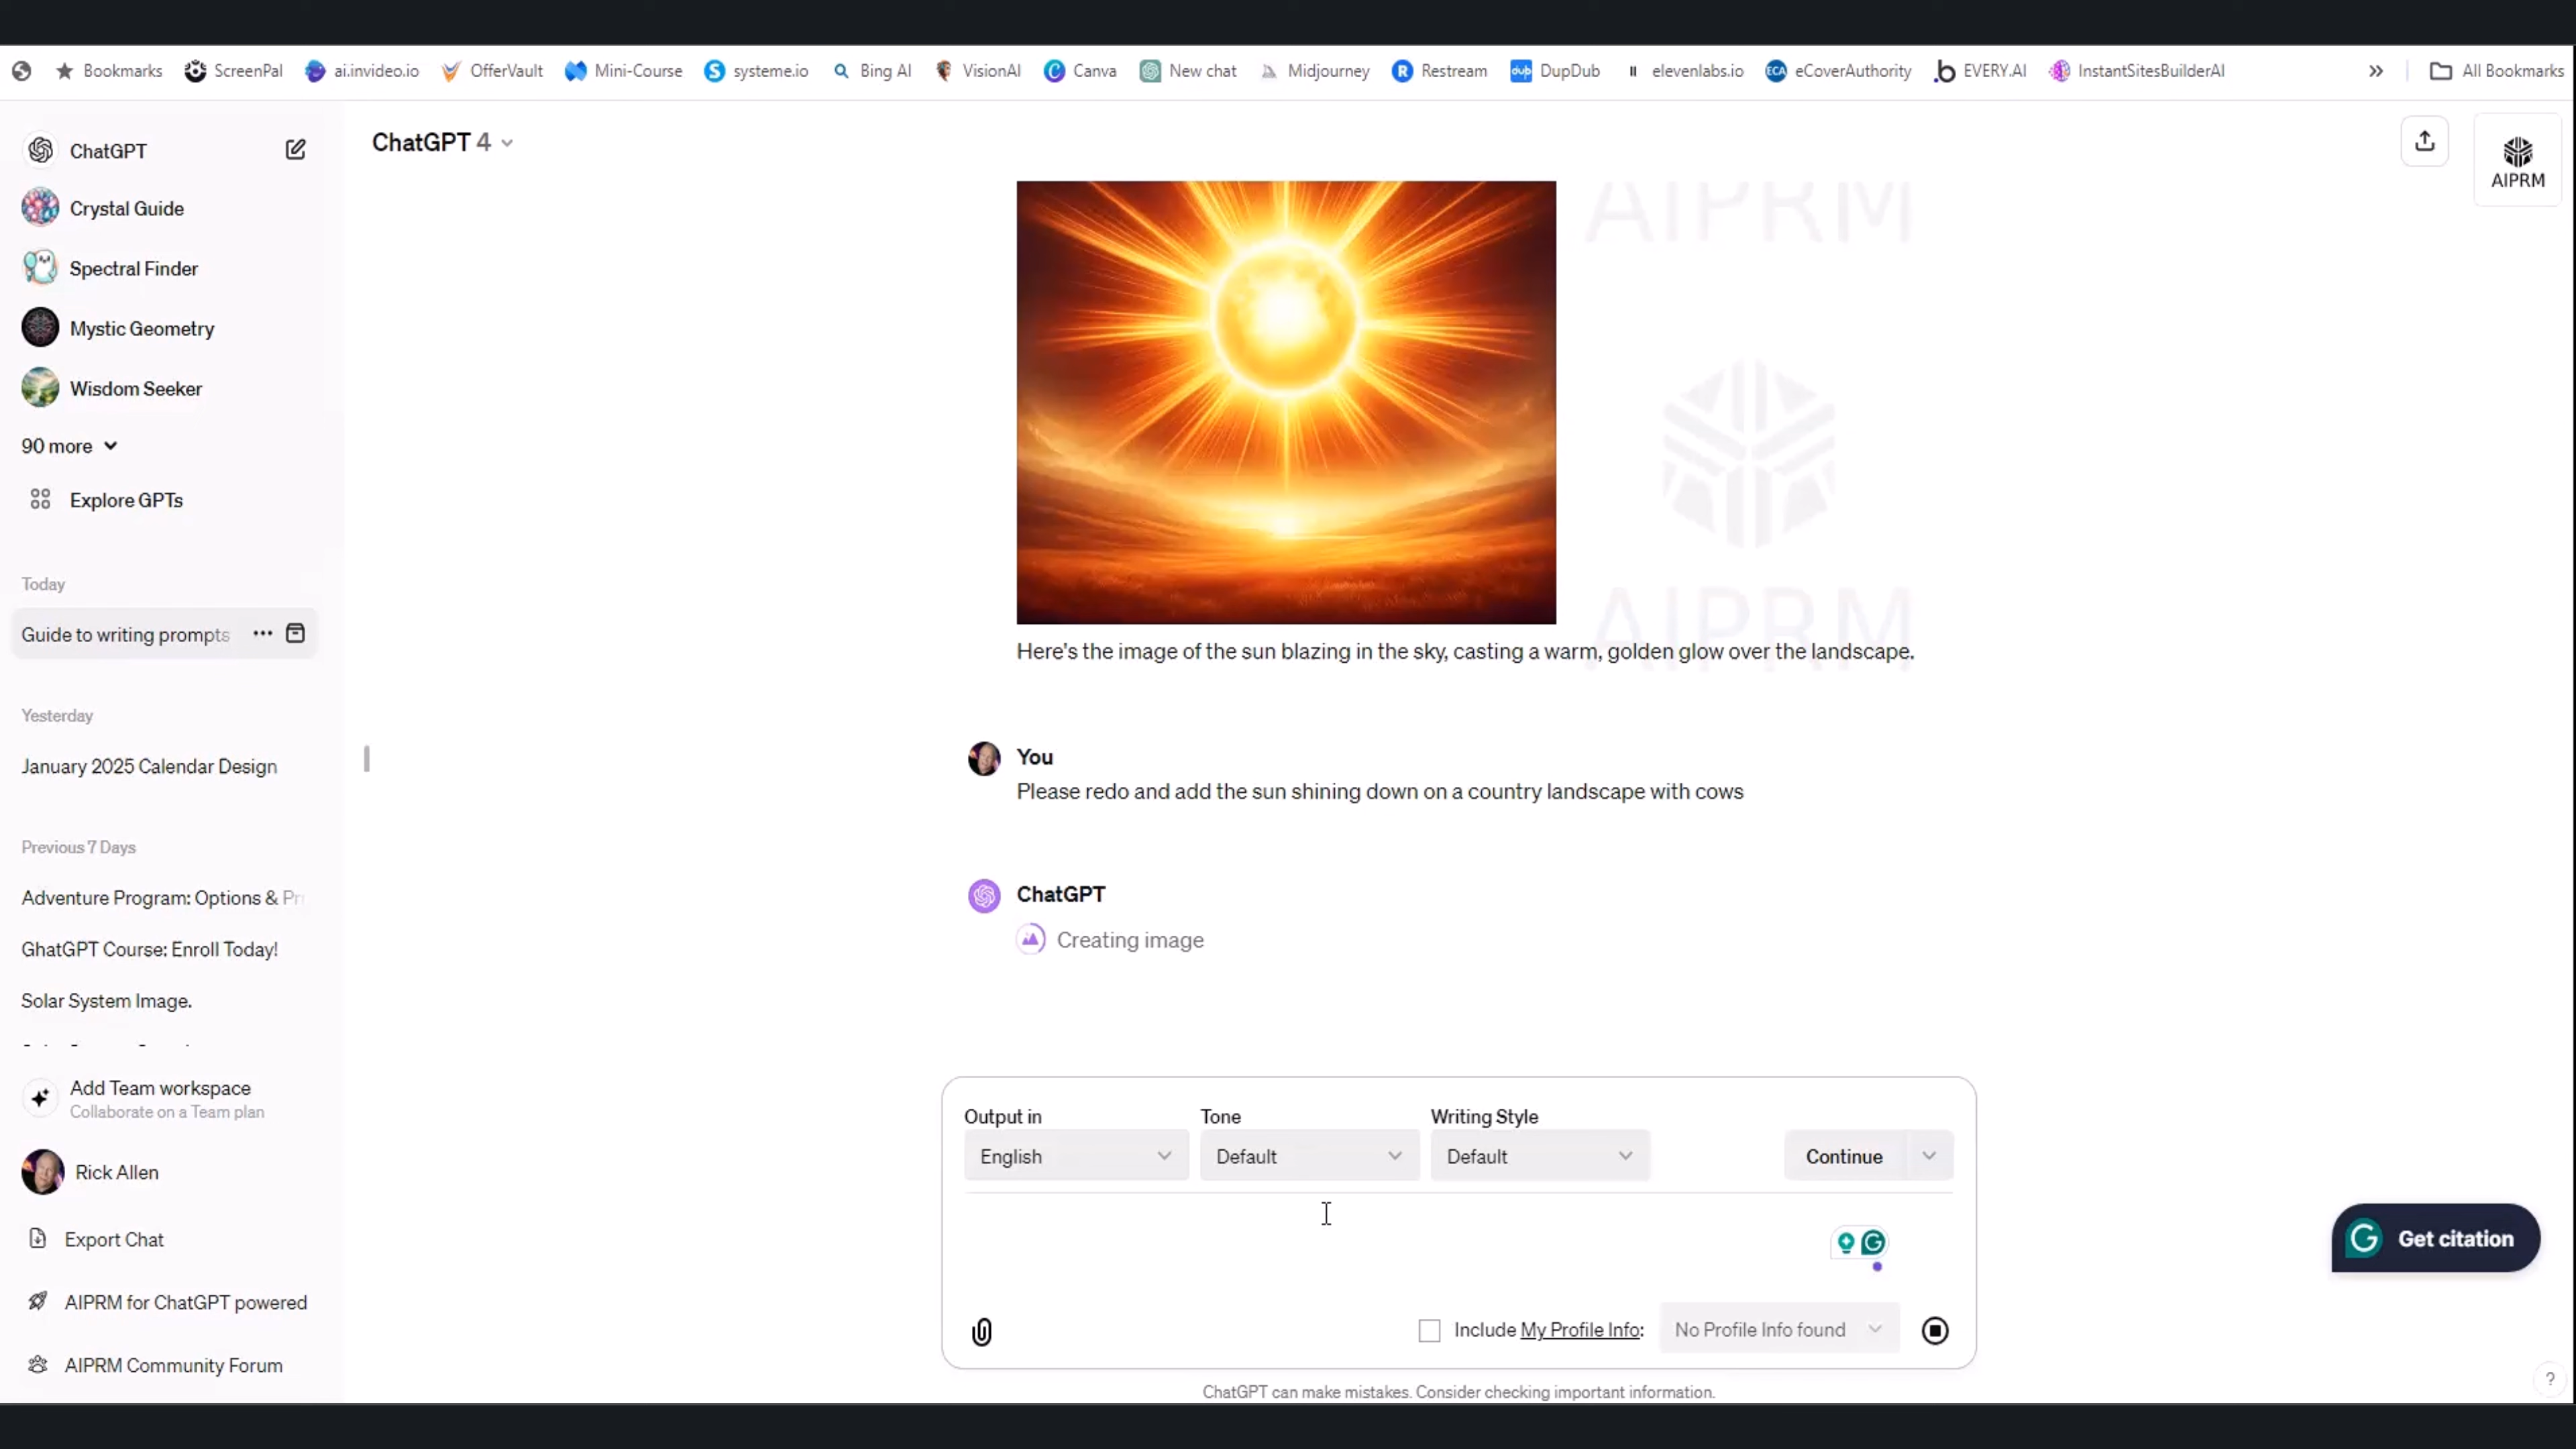 Bookmarks ScreenPal ai.invideo.io OfferVault Mini-Course systeme.io Bing AI VisionAI Canva New chat Midjourney Restream DupDub elevenlabs.io eCoverAuthority EVERY.AI InstantSitesBuilderAI » All Bookmarks
ChatGPT
Crystal Guide
Spectral Finder
Mystic Geometry
Wisdom Seeker
90 more
Explore GPTs
Today
Guide to writing prompts
Yesterday
January 2025 Calendar Design
Previous 7 Days
Adventure Program: Options &
GhatGPT Course: Enroll Today!
Solar System Image.
Add Team workspace
Collaborate on a Team plan
Rick Allen
Export Chat
AIPRM for ChatGPT powered
AIPRM Community Forum
ChatGPT 4
AIPRM
AIPRM
AIPRM
Here's the image of the sun blazing in the sky, casting a warm, golden glow over the landscape.
You
Please redo and add the sun shining down on a country landscape with cows
ChatGPT
Creating image
Output in Tone Writing Style
English Default Default Continue
Include My Profile Info: No Profile Info found
Get citation
ChatGPT can make mistakes. Consider checking important information.
?